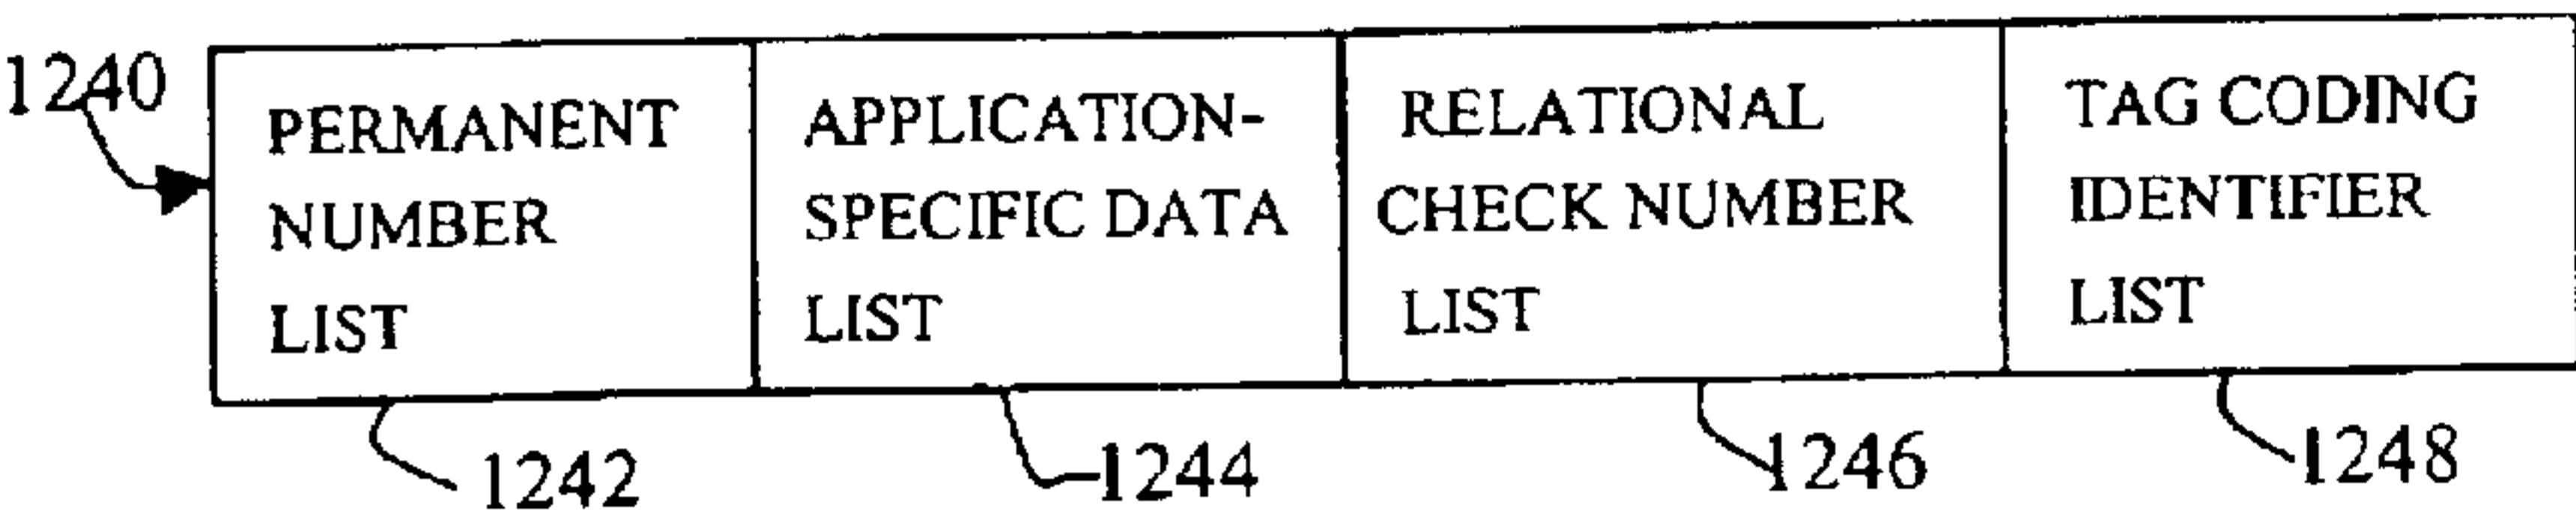 1240
PERMANENT
NUMBER
LIST
APPLICATION-
SPECIFIC DATA
LIST
RELATIONAL
CHECK NUMBER
LIST
TAG CODING
IDENTIFIER
LIST
1242
1244
1246
1248